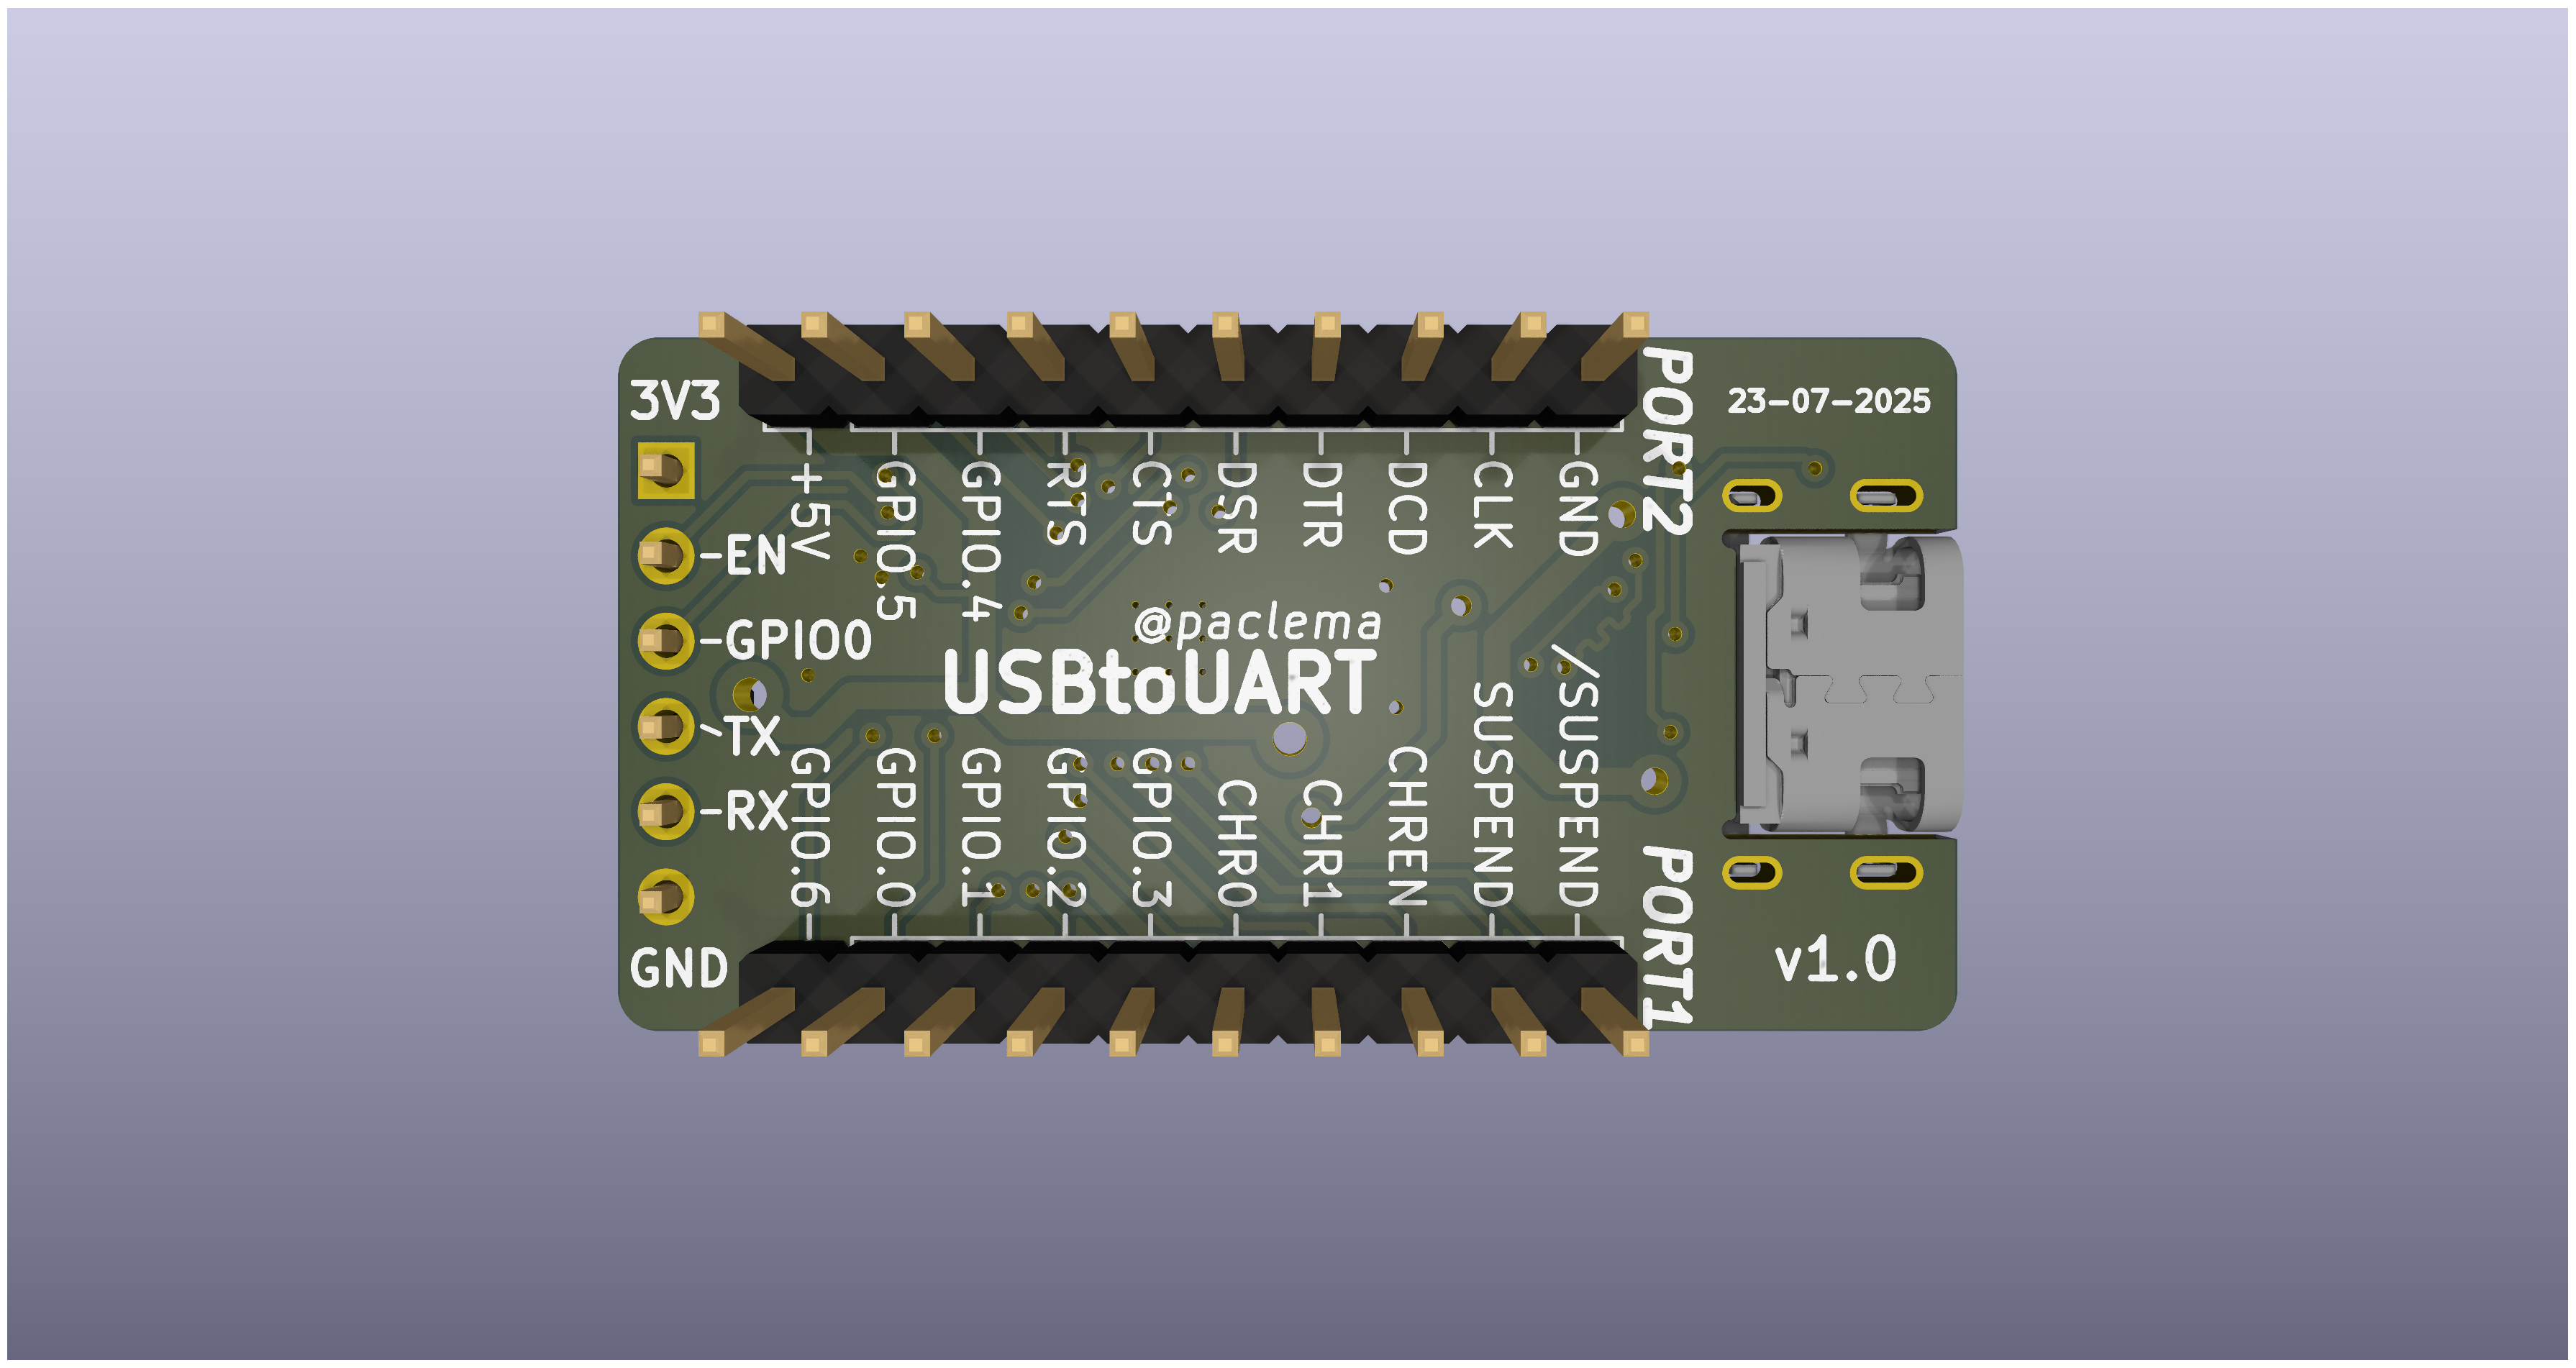 3V3
-EN
-GPIO0
TX
-RX
GND
+5V
GPIO.5
GPIO.4
RTS
CTS
DSR
DTR
DCD
CLK
GND
PORT2
23-07-2025
@paclema
USBtoUART
GPIO.6
GPIO.0
GPIO.1
GPIO.2
GPIO.3
CHR0
CHR1
CHREN
SUSPEND
/SUSPEND
PORT1
v1.0